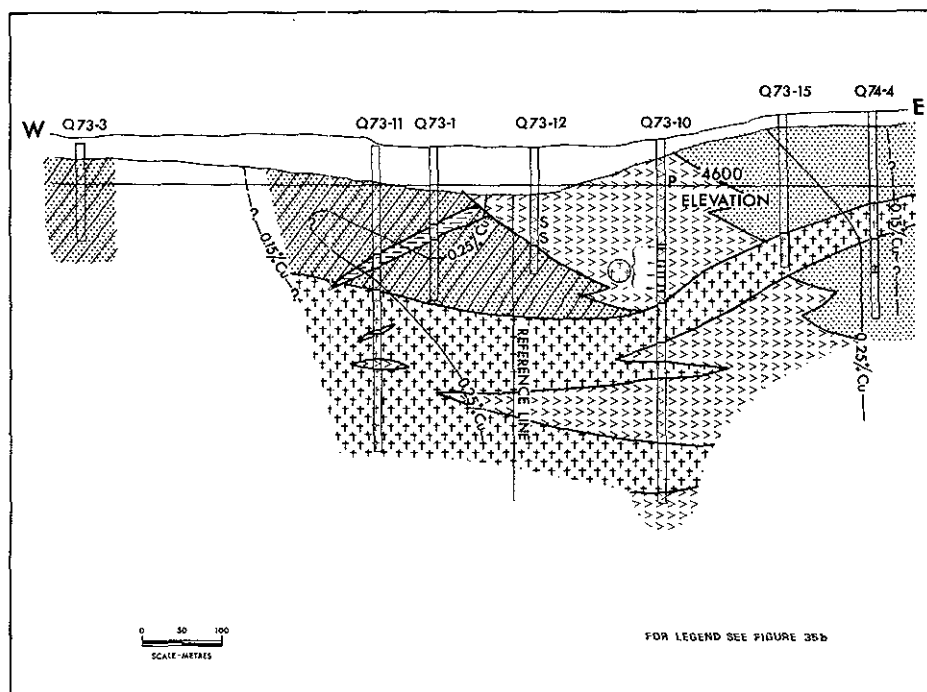 W
E
Q73-3
Q73-11
Q73-1
Q73-12
Q73-10
Q73-15
Q74-4
P
4600
ELEVATION
?
0.15% Cu
?
0.25% Cu
S
S
S
0.25% Cu
REFERENCE LINE
?
0.15% Cu
?
0.25% Cu
0 50 100
SCALE-METRES
FOR LEGEND SEE FIGURE 35b